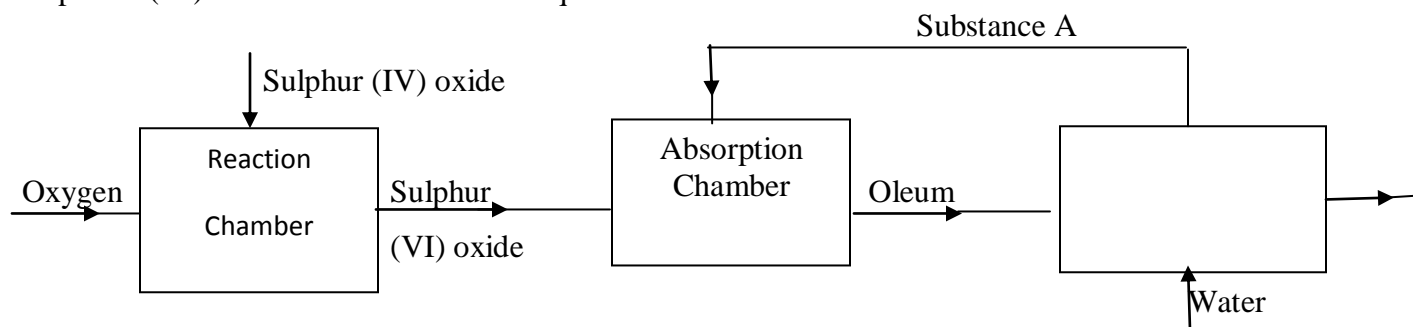 Substance A
Sulphur (IV) oxide
Reaction
Chamber
Absorption
Chamber
Oxygen
Sulphur
(VI) oxide
Oleum
Water